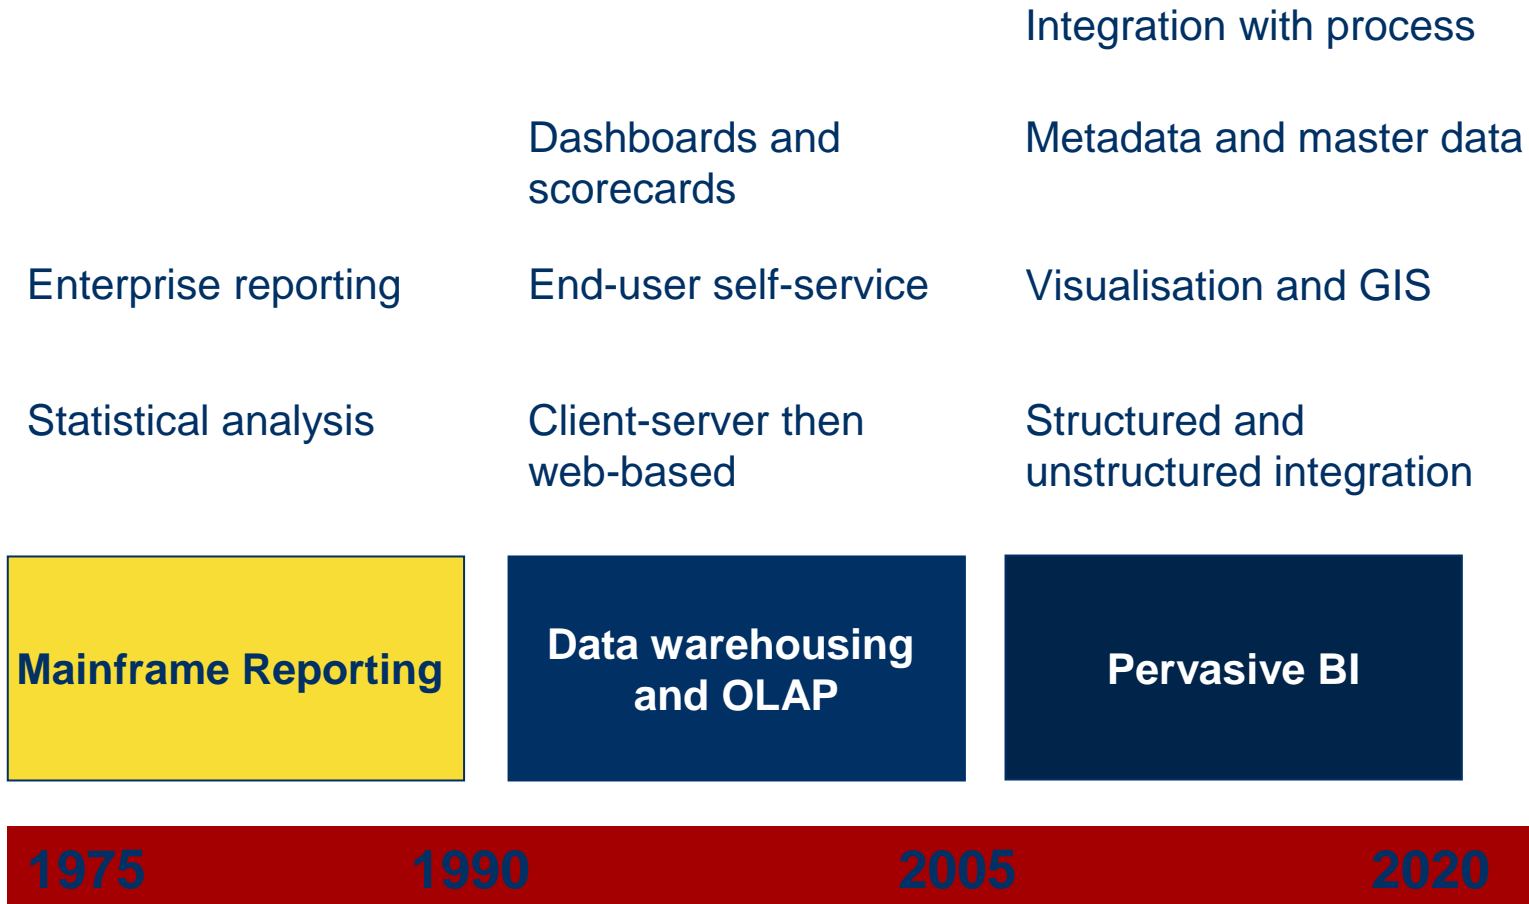 Integration with process
Dashboards and
scorecards
Metadata and master data
Enterprise reporting
End-user self-service
Visualisation and GIS
Statistical analysis
Client-server then
web-based
Structured and
unstructured integration
Mainframe Reporting
Data warehousing
and OLAP
Pervasive BI
1975
1990
2005
2020